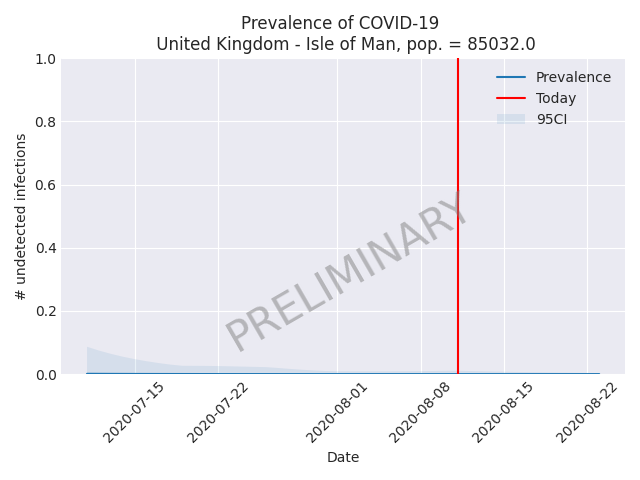 Prevalence of COVID-19
United Kingdom - Isle of Man, pop. = 85032.0
1.0
0.8
0.6
0.4
0.2
0.0
# undetected infections
Prevalence
Today
95CI
PRELIMINARY
2020-07-15
2020-07-22
2020-08-01
2020-08-08
2020-08-15
2020-08-22
Date